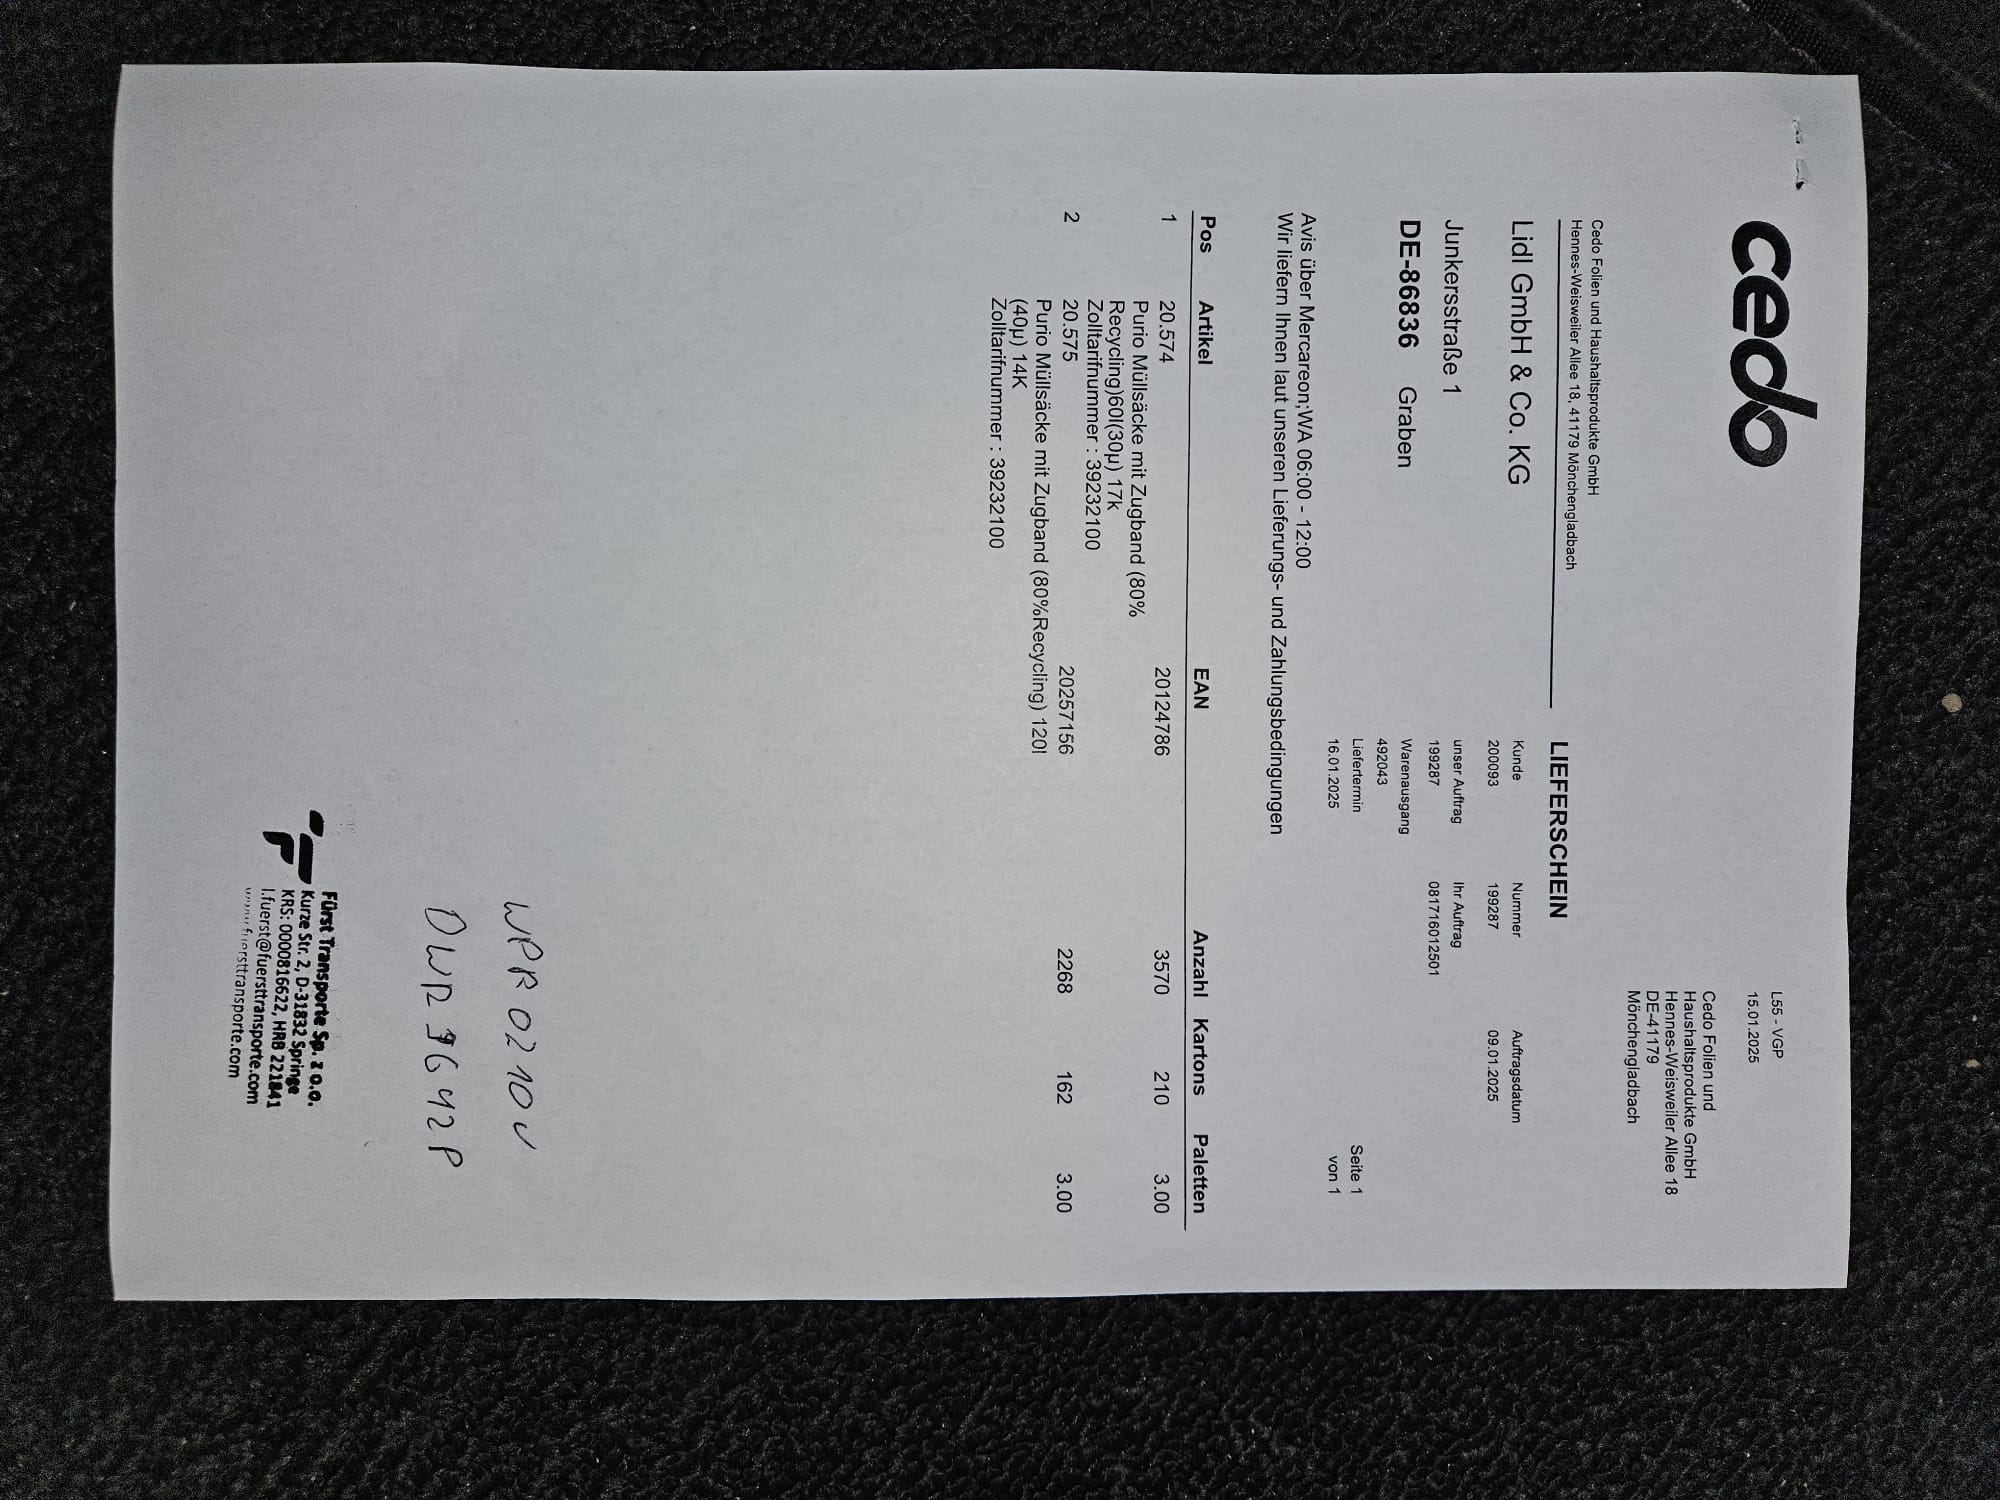 cedo
L55 - VGP
15.01.2025
Cedo Folien und
Haushaltsprodukte GmbH
Hennes-Weisweiler Allee 18
DE-41179
Mönchengladbach
Cedo Folien und Haushaltsprodukte GmbH
Hennes-Weisweiler Allee 18, 41179 Mönchengladbach
LIEFERSCHEIN
Lidl GmbH & Co. KG
Junkersstraße 1
DE-86836 Graben
Kunde Nummer Auftragsdatum
200093 199287 09.01.2025
unser Auftrag Ihr Auftrag
199287 081716012501
Warenausgang
492043
Liefertermin Seite 1
16.01.2025 von 1
Avis über Mercareon;WA 06:00 - 12:00
Wir liefern Ihnen laut unseren Lieferungs- und Zahlungsbedingungen
Pos Artikel EAN Anzahl Kartons Paletten
1 20.574 20124786 3570 210 3.00
Purio Müllsäcke mit Zugband (80%
Recycling)60l(30µ) 17k
Zolltarifnummer : 39232100
2 20.575 20257156 2268 162 3.00
Purio Müllsäcke mit Zugband (80%Recycling) 120l
(40µ) 14K
Zolltarifnummer : 39232100
WPR 0210V
DWR 3642P
Fürst Transporte Sp. z o.o.
Kurze Str. 2, D-31832 Springe
KRS: 0000816622, HRB 221841
l.fuerst@fuersttransporte.com
www.fuersttransporte.com